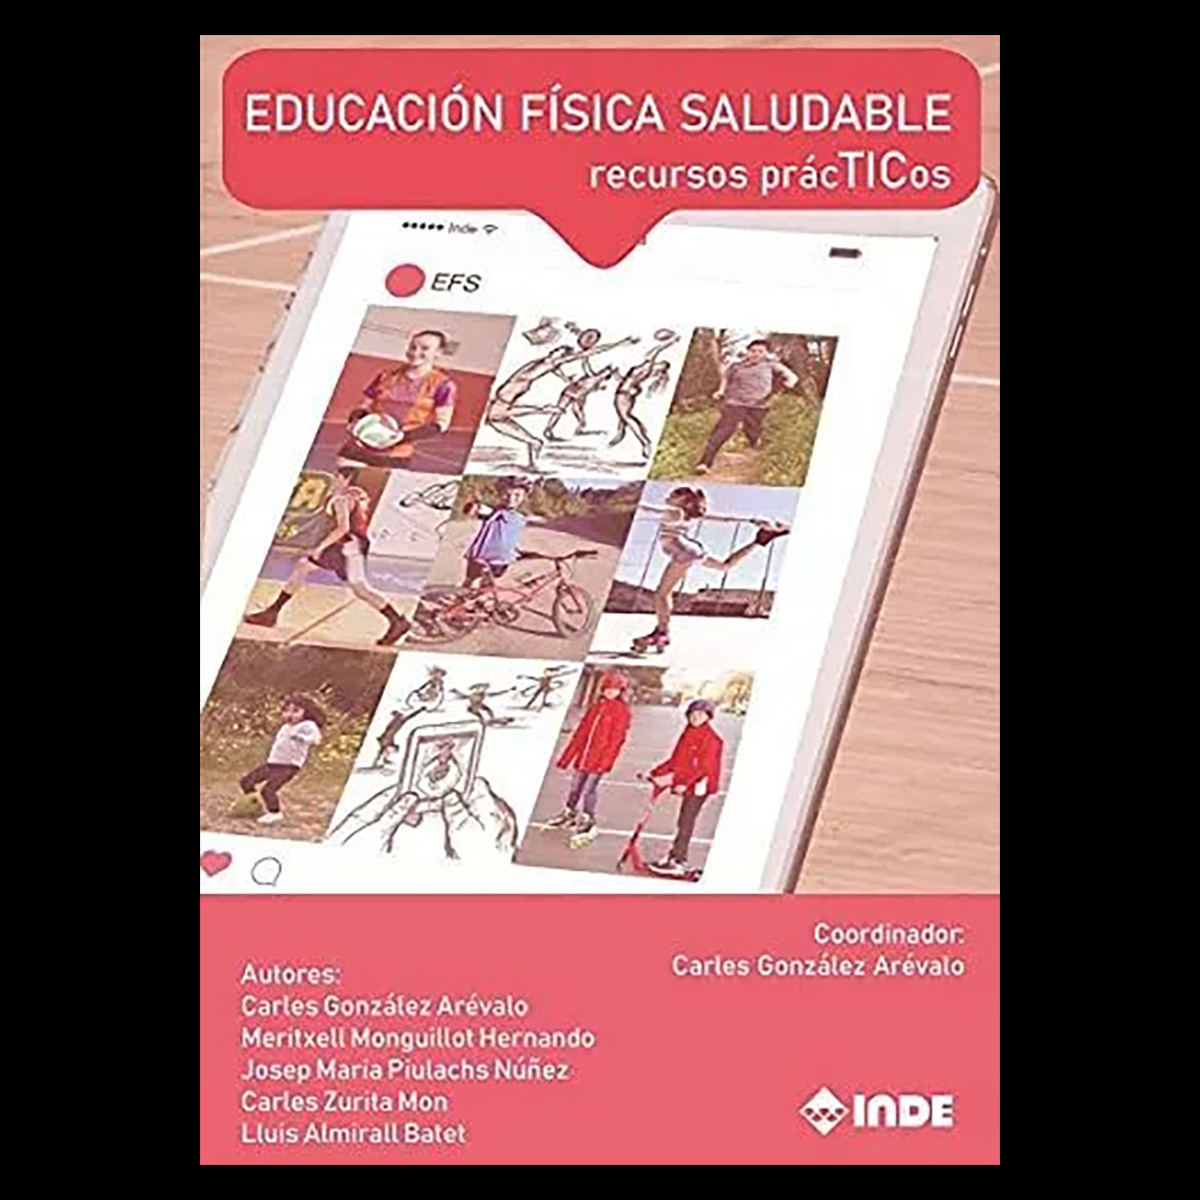 EDUCACIÓN FÍSICA SALUDABLE
recursos prácTICos
Inde
EFS
Coordinador:
Carles González Arévalo
Autores:
Carles González Arévalo
Meritxell Monguillot Hernando
Josep Maria Piulachs Núñez
Carles Zurita Mon
Lluis Almirall Batet
INDE